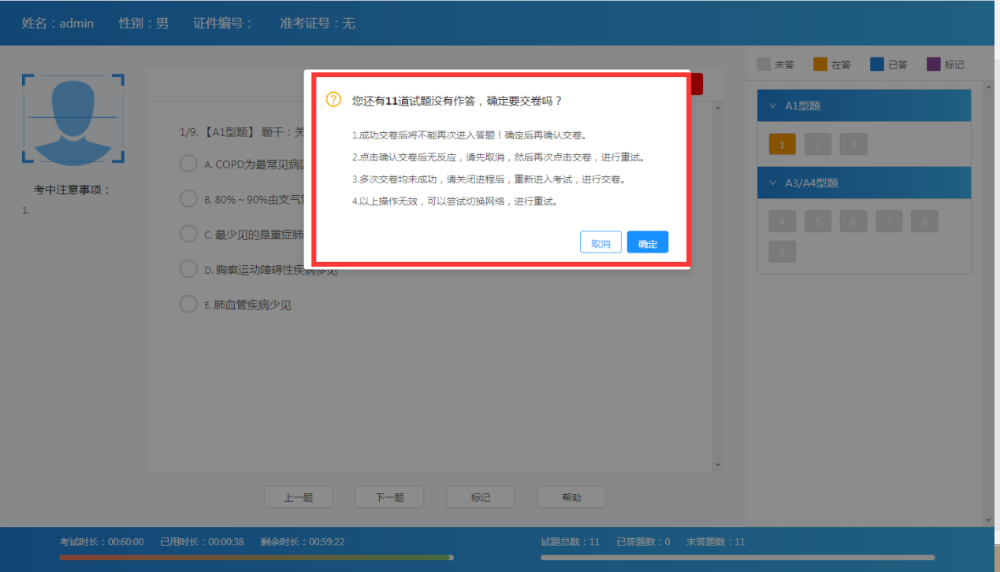 姓名：admin 性别：男 证件编号： 准考证号：无
未答 在答 已答 标记
考中注意事项：
1.
您还有11道试题没有作答，确定要交卷吗？
1.成功交卷后将不能再次进入答题！确定后再确认交卷。
2.点击确认交卷后无反应，请先取消，然后再次点击交卷，进行重试。
3.多次交卷均未成功，请关闭进程后，重新进入考试，进行交卷。
4.以上操作无效，可以尝试切换网络，进行重试。
取消 确定
1/9. 【A1型题】 题干：关
A. COPD为最常见病因
B. 80%～90%由支气管
C. 最少见的是重症肺
D. 胸廓运动障碍性疾病多见
E. 肺血管疾病少见
A1型题
1 2 3
A3/A4型题
4 5 6 7 8
9
上一题 下一题 标记 帮助
考试时长：00:60:00 已用时长：00:00:38 剩余时长：00:59:22
试题总数：11 已答题数：0 未答题数：11